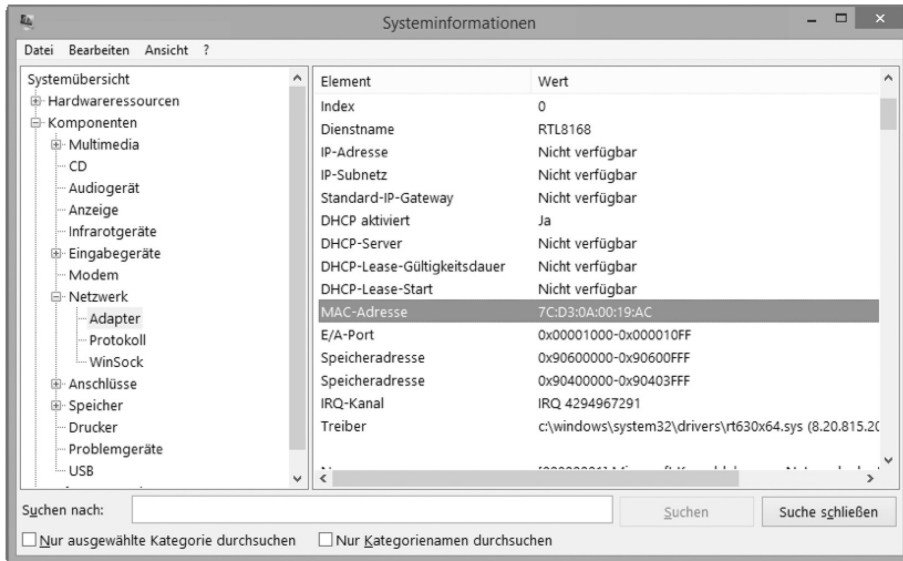 Systeminformationen
Datei Bearbeiten Ansicht ?
Systemübersicht
Hardwareressourcen
Komponenten
Multimedia
CD
Audiogerät
Anzeige
Infrarotgeräte
Eingabegeräte
Modem
Netzwerk
Adapter
Protokoll
WinSock
Anschlüsse
Speicher
Drucker
Problemgeräte
USB
Element Wert
Index 0
Dienstname RTL8168
IP-Adresse Nicht verfügbar
IP-Subnetz Nicht verfügbar
Standard-IP-Gateway Nicht verfügbar
DHCP aktiviert Ja
DHCP-Server Nicht verfügbar
DHCP-Lease-Gültigkeitsdauer Nicht verfügbar
DHCP-Lease-Start Nicht verfügbar
MAC-Adresse 7C:D3:0A:00:19:AC
E/A-Port 0x00001000-0x000010FF
Speicheradresse 0x90600000-0x90600FFF
Speicheradresse 0x90400000-0x90403FFF
IRQ-Kanal IRQ 4294967291
Treiber c:\windows\system32\drivers\rt630x64.sys (8.20.815.20
Suchen nach: Suchen Suche schließen
Nur ausgewählte Kategorie durchsuchen Nur Kategorienamen durchsuchen